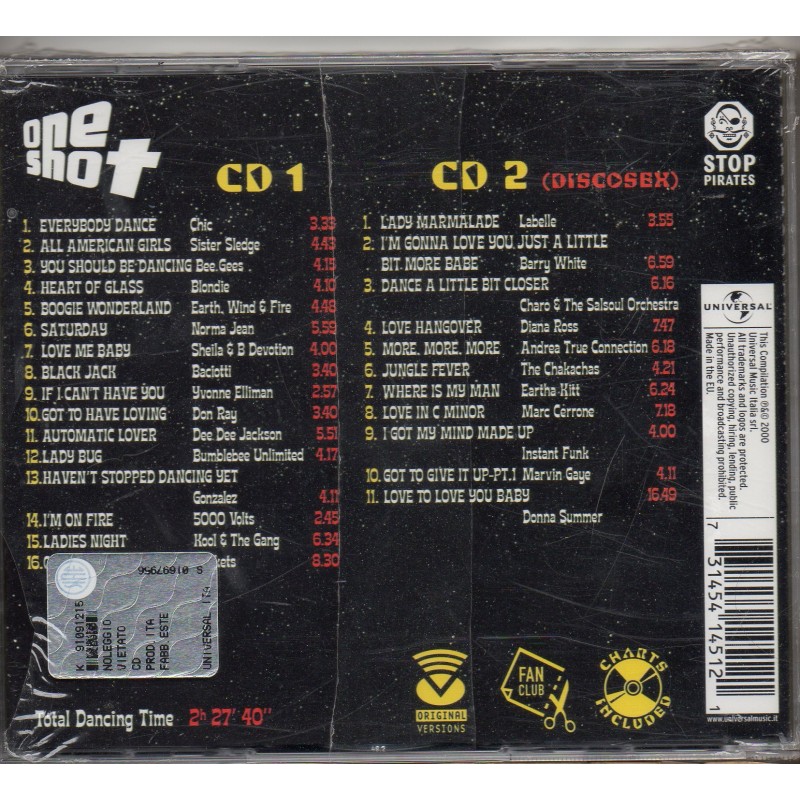 one
shot
CD 1
1. EVERYBODY DANCE Chic 3.33
2. ALL AMERICAN GIRLS Sister Sledge 4.43
3. YOU SHOULD BE DANCING Bee Gees 4.15
4. HEART OF GLASS Blondie 4.10
5. BOOGIE WONDERLAND Earth, Wind & Fire 4.48
6. SATURDAY Norma Jean 5,59
7. LOVE ME BABY Sheila & B Devotion 4.00
8. BLACK JACK Baciotti 3.40
9. IF I CAN'T HAVE YOU Yvonne Elliman 2.57
10. GOT TO HAVE LOVING Don Ray 3.40
11. AUTOMATIC LOVER Dee Dee Jackson 5.51
12. LADY BUG Bumblebee Unlimited 4.17
13. HAVEN'T STOPPED DANCING YET
Gonzalez 4.11
14. I'M ON FIRE 5000 Volts 2.45
15. LADIES NIGHT Kool & The Gang 6.34
16. 8.30
CD 2 (DISCOSEX)
1. LADY MARMALADE Labelle 3.55
2. I'M GONNA LOVE YOU JUST A LITTLE
BIT MORE BABE Barry White 6.59
3. DANCE A LITTLE BIT CLOSER 6.16
Charo & The Salsoul Orchestra
4. LOVE HANGOVER Diana Ross 7.47
5. MORE, MORE, MORE Andrea True Connection 6.18
6. JUNGLE FEVER The Chakachas 4.21
7. WHERE IS MY MAN Eartha Kitt 6.24
8. LOVE IN C MINOR Marc Cerrone 7.18
9. I GOT MY MIND MADE UP 4.00
Instant Funk
10. GOT TO GIVE IT UP-PT.1 Marvin Gaye 4.11
11. LOVE TO LOVE YOU BABY 16.49
Donna Summer
STOP
PIRATES
UNIVERSAL
This Compilation ℗&© 2000
Universal Music Italia srl.
All trademarks and logos are protected.
Unauthorized copying, hiring, lending, public
performance and broadcasting prohibited.
Made in the EU.
7 31454 14512 1
www.universalmusic.it
S 01697956
K 91091215
NOLEGGIO
VIETATO
CD
PROD ITA
FABB ESTE
UNIVERSAL ITA
Total Dancing Time 2h 27' 40"
ORIGINAL
VERSIONS
FAN
CLUB
CHARTS
INCLUDED